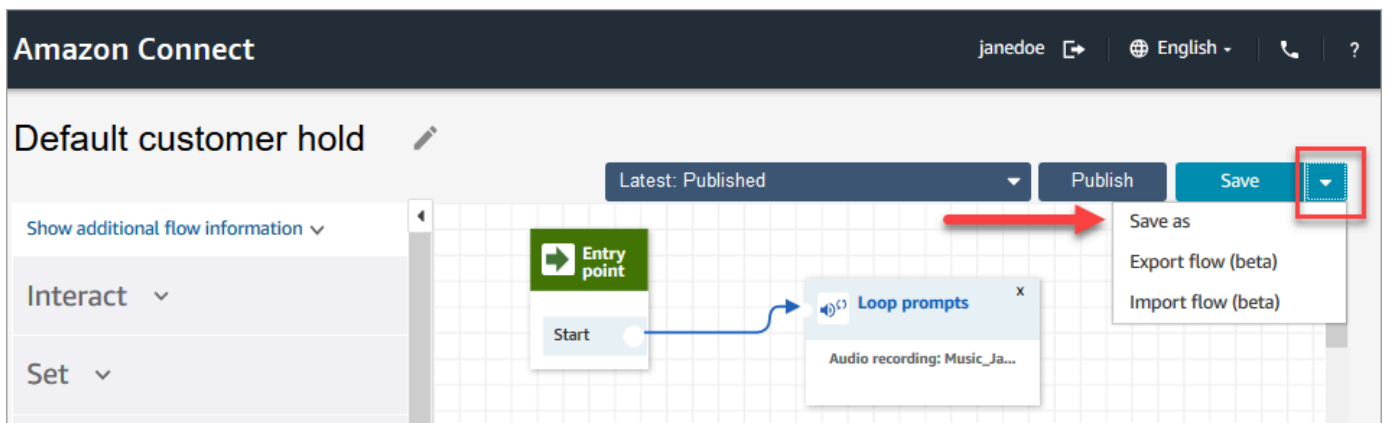 Amazon Connect
janedoe
English
?
Default customer hold
Latest: Published
Publish
Save
Show additional flow information
Save as
Export flow (beta)
Import flow (beta)
Interact
Set
Entry
point
Start
Loop prompts
x
Audio recording: Music_Ja...